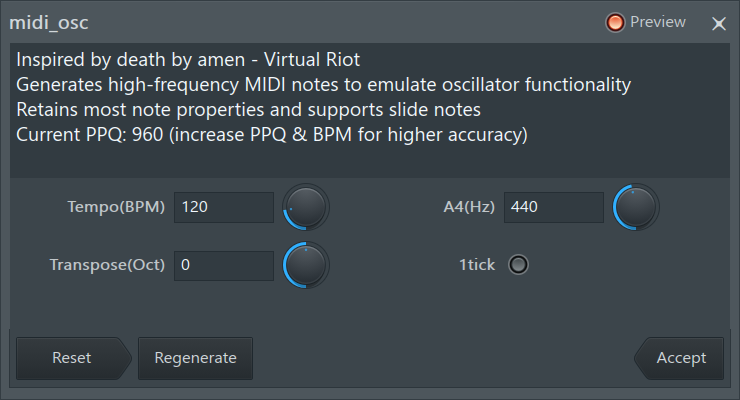 midi_osc
Preview
Inspired by death by amen - Virtual Riot
Generates high-frequency MIDI notes to emulate oscillator functionality
Retains most note properties and supports slide notes
Current PPQ: 960 (increase PPQ & BPM for higher accuracy)
Tempo(BPM) 120
A4(Hz) 440
Transpose(Oct) 0
1tick
Reset
Regenerate
Accept